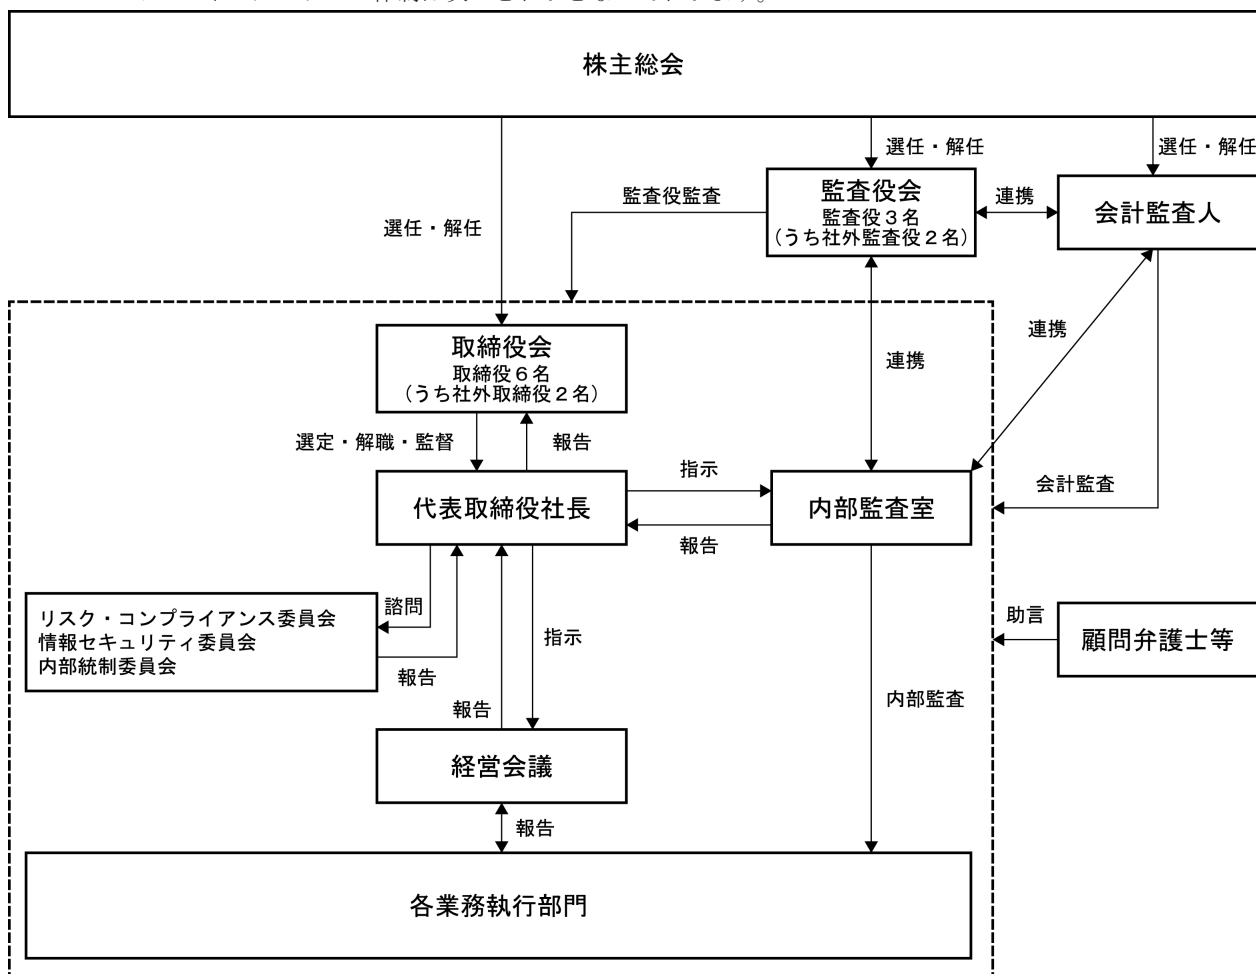 株主総会
選任・解任
選任・解任
選任・解任
監査役会
監査役３名
（うち社外監査役２名）
監査役監査
連携
会計監査人
取締役会
取締役６名
（うち社外取締役２名）
連携
連携
選定・解職・監督
報告
代表取締役社長
指示
報告
内部監査室
会計監査
リスク・コンプライアンス委員会
情報セキュリティ委員会
内部統制委員会
諮問
報告
報告
指示
助言
顧問弁護士等
内部監査
経営会議
報告
各業務執行部門